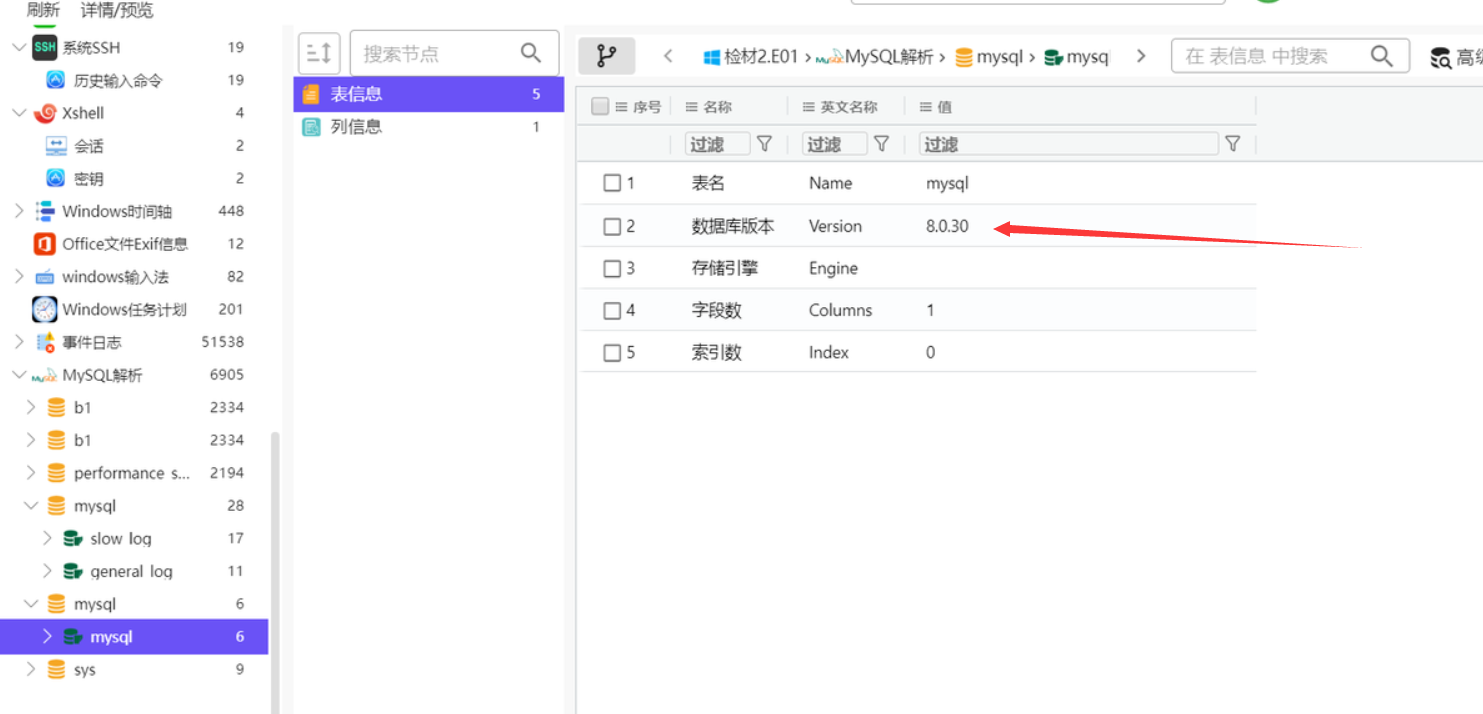 刷新 详情/预览
SSH 系统SSH 19
历史输入命令 19
Xshell 4
会话 2
密钥 2
Windows时间轴 448
Office文件Exif信息 12
windows输入法 82
Windows任务计划 201
事件日志 51538
MySQL解析 6905
b1 2334
b1 2334
performance s... 2194
mysql 28
slow log 17
general log 11
mysql 6
mysql 6
sys 9
搜索节点
表信息 5
列信息 1
检材2.E01 › MySQL解析 › mysql › mysq
在 表信息 中搜索
高级
序号 名称 英文名称 值
过滤 过滤 过滤
1 表名 Name mysql
2 数据库版本 Version 8.0.30
3 存储引擎 Engine
4 字段数 Columns 1
5 索引数 Index 0